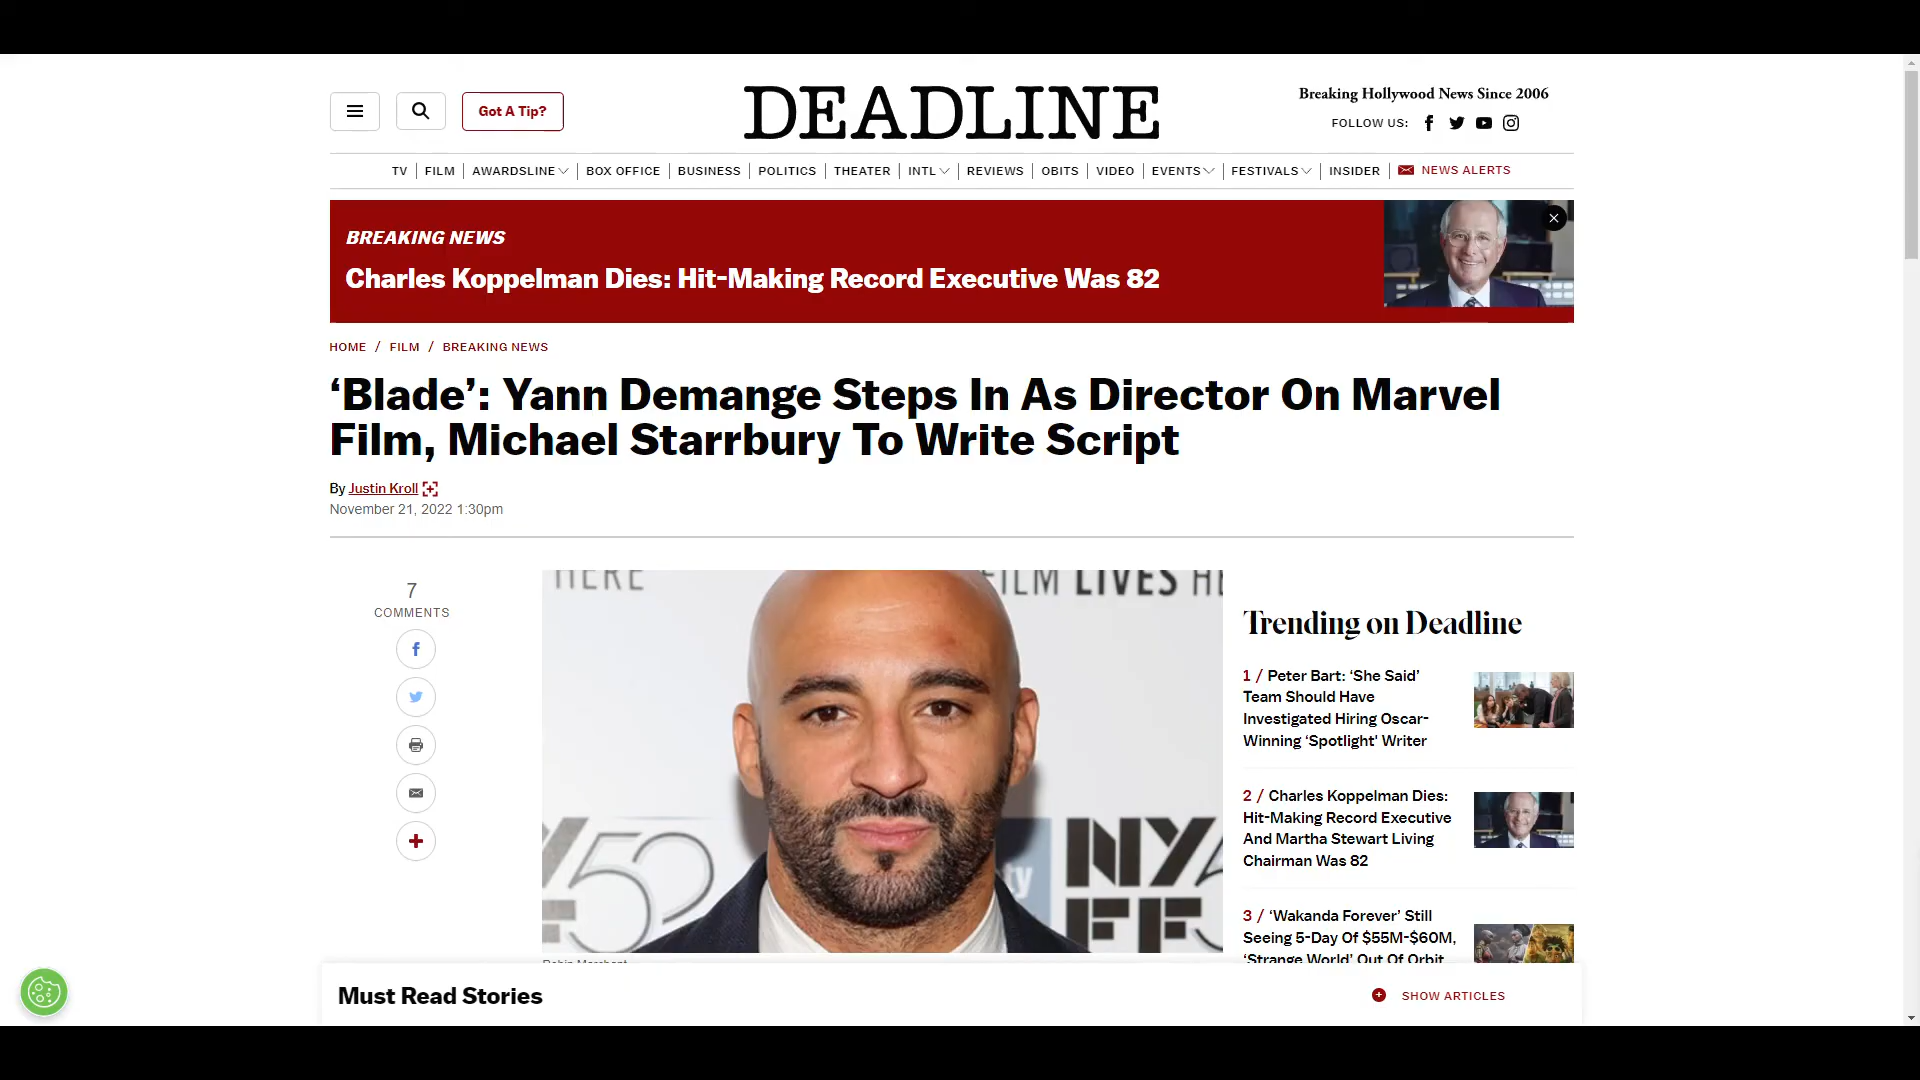 DEADLINE
Breaking Hollywood News Since 2006
Got A Tip?
FOLLOW US:
TV FILM AWARDSLINE BOX OFFICE BUSINESS POLITICS THEATER INTL REVIEWS OBITS VIDEO EVENTS FESTIVALS INSIDER NEWS ALERTS
BREAKING NEWS
Charles Koppelman Dies: Hit-Making Record Executive Was 82
HOME / FILM / BREAKING NEWS
‘Blade’: Yann Demange Steps In As Director On Marvel
Film, Michael Starrbury To Write Script
By Justin Kroll
November 21, 2022 1:30pm
7
COMMENTS
HERE
FILM LIVES HE
NY
FF
52
Trending on Deadline
1 / Peter Bart: ‘She Said’
Team Should Have
Investigated Hiring Oscar-
Winning ‘Spotlight' Writer
2 / Charles Koppelman Dies:
Hit-Making Record Executive
And Martha Stewart Living
Chairman Was 82
3 / ‘Wakanda Forever’ Still
Seeing 5-Day Of $55M-$60M,
‘Strange World’ Out Of Orbit
Must Read Stories
SHOW ARTICLES